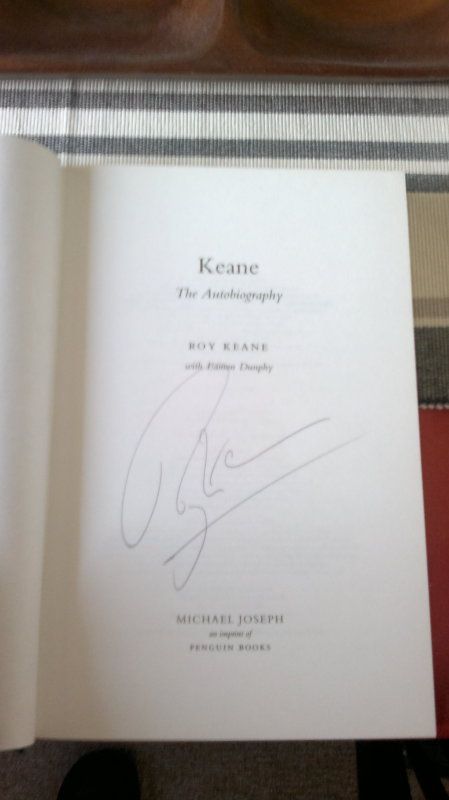 Keane
The Autobiography
ROY KEANE
with Eamon Dunphy
MICHAEL JOSEPH
an imprint of
PENGUIN BOOKS